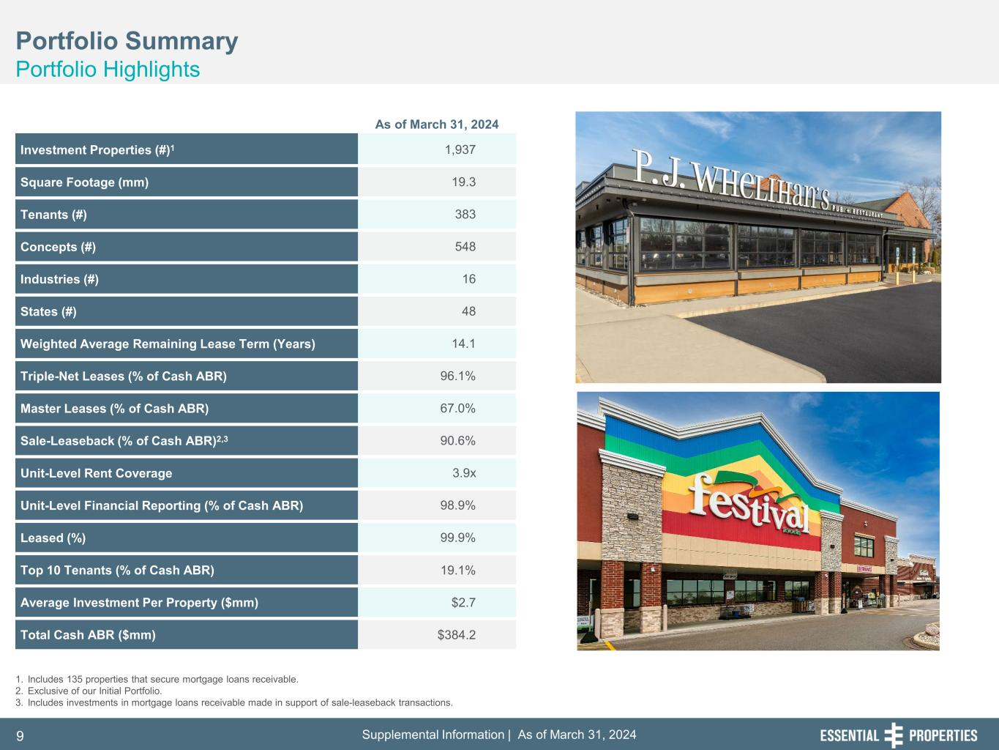 Portfolio Summary
Portfolio Highlights
As of March 31, 2024
Investment Properties (#)1 1,937
Square Footage (mm) 19.3
Tenants (#) 383
Concepts (#) 548
Industries (#) 16
States (#) 48
Weighted Average Remaining Lease Term (Years) 14.1
Triple-Net Leases (% of Cash ABR) 96.1%
Master Leases (% of Cash ABR) 67.0%
Sale-Leaseback (% of Cash ABR)2,3 90.6%
Unit-Level Rent Coverage 3.9x
Unit-Level Financial Reporting (% of Cash ABR) 98.9%
Leased (%) 99.9%
Top 10 Tenants (% of Cash ABR) 19.1%
Average Investment Per Property ($mm) $2.7
Total Cash ABR ($mm) $384.2
P.J. WHELIHan's
PUB + RESTAURANT
festival
foods
1. Includes 135 properties that secure mortgage loans receivable.
2. Exclusive of our Initial Portfolio.
3. Includes investments in mortgage loans receivable made in support of sale-leaseback transactions.
9
Supplemental Information | As of March 31, 2024
ESSENTIAL PROPERTIES